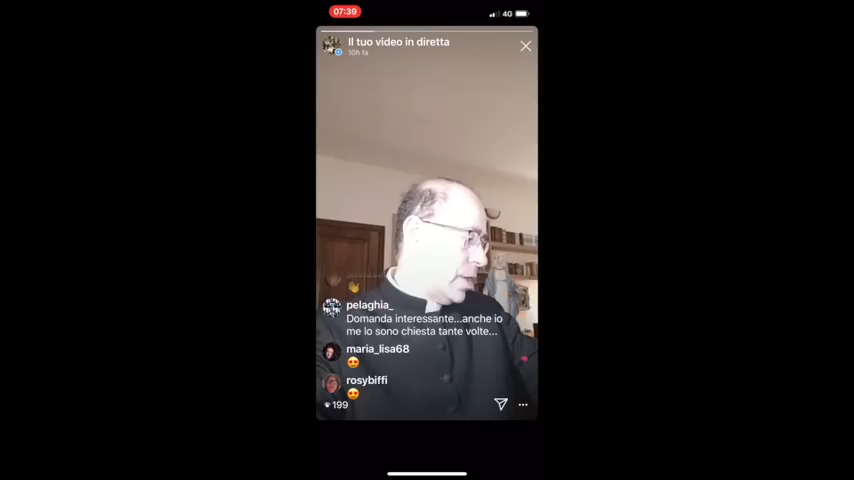 07:39
4G
Il tuo video in diretta
10h fa
pelaghia_
Domanda interessante...anche io
me lo sono chiesta tante volte...
maria_lisa68
😍
rosybiffi
😍
199